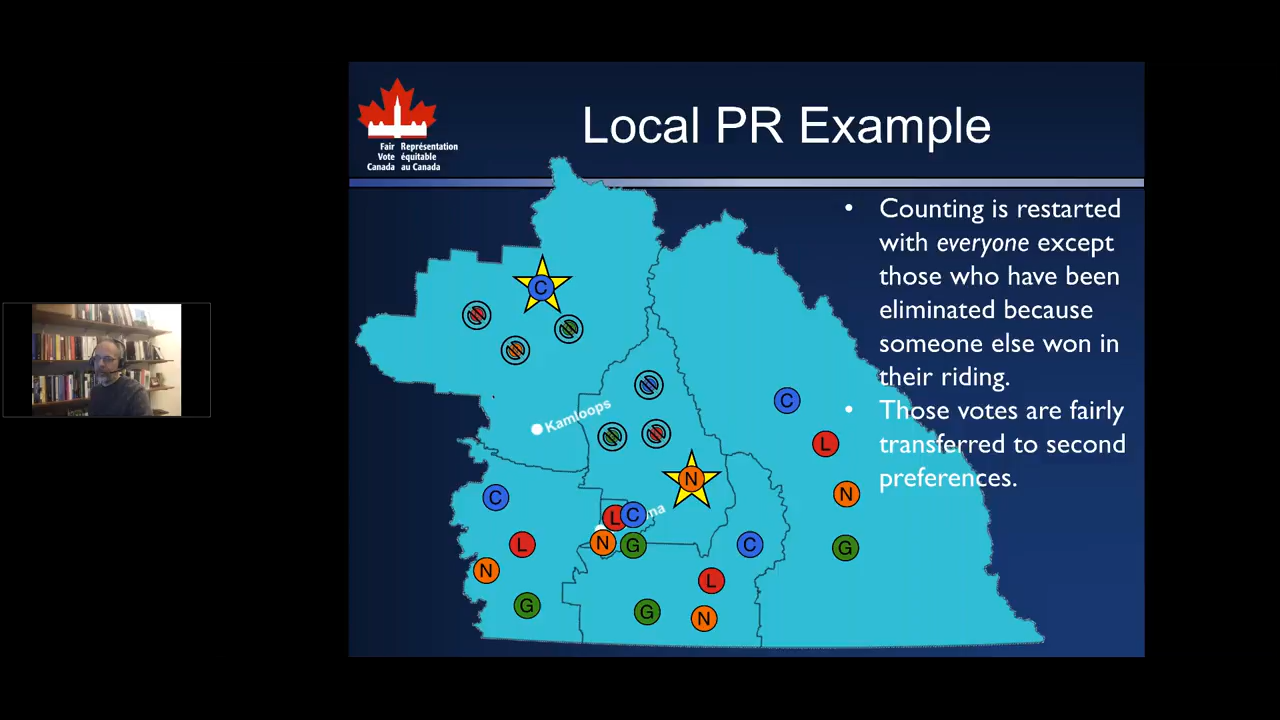 Local PR Example
Fair Représentation
Vote équitable
Canada au Canada
• Counting is restarted
with everyone except
those who have been
eliminated because
someone else won in
their riding.
• Those votes are fairly
transferred to second
preferences.
C
Kamloops
C
L
N
G
N
C
L
N
G
L C
na
N G
C
L
G
N